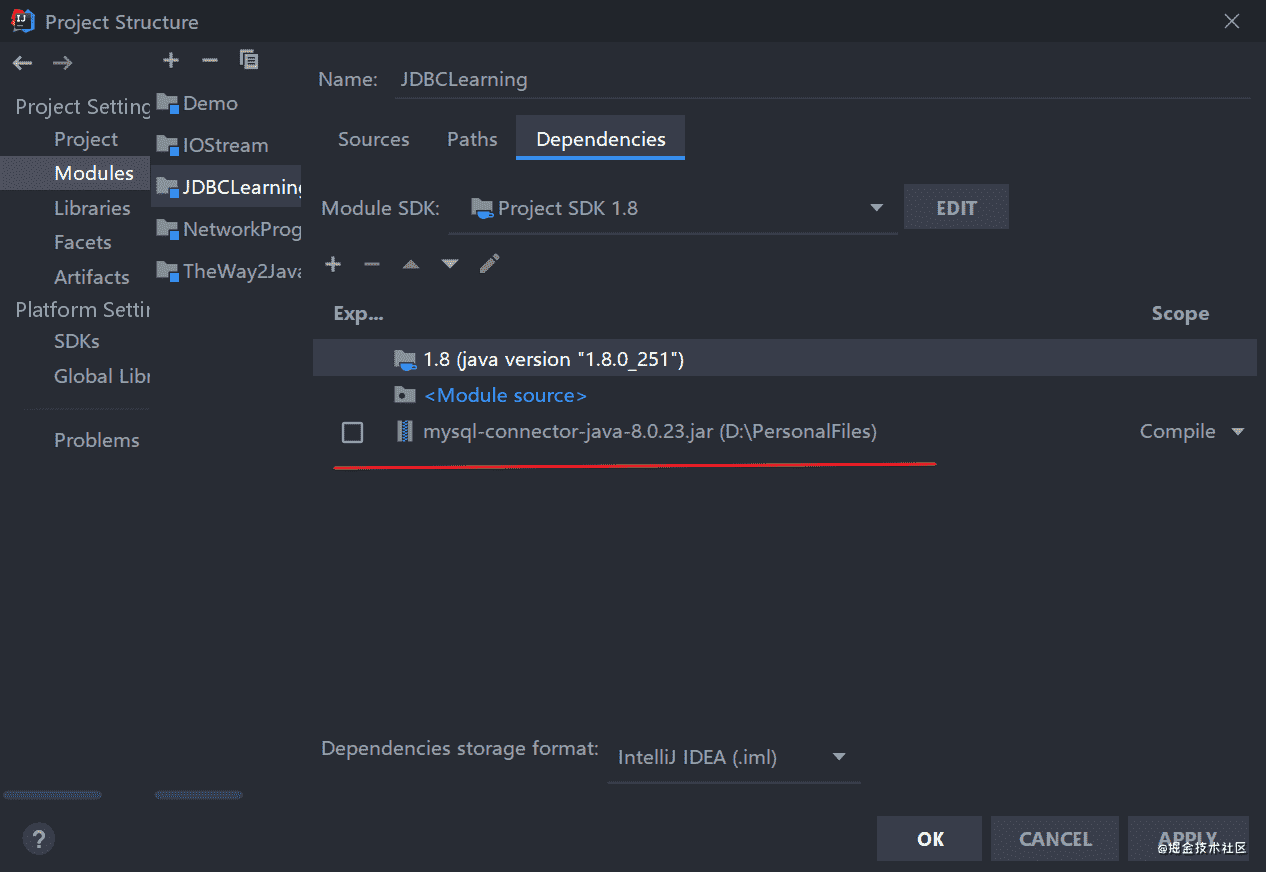 Project Structure
Name: JDBCLearning
Project Setting
Project
Modules
Libraries
Facets
Artifacts
Platform Settin
SDKs
Global Libr
Problems
Demo
IOStream
JDBCLearning
NetworkProg
TheWay2Java
Sources Paths Dependencies
Module SDK: Project SDK 1.8 EDIT
Exp... Scope
1.8 (java version "1.8.0_251")
<Module source>
mysql-connector-java-8.0.23.jar (D:\PersonalFiles) Compile
Dependencies storage format: IntelliJ IDEA (.iml)
? OK CANCEL APPLY
@掘金技术社区